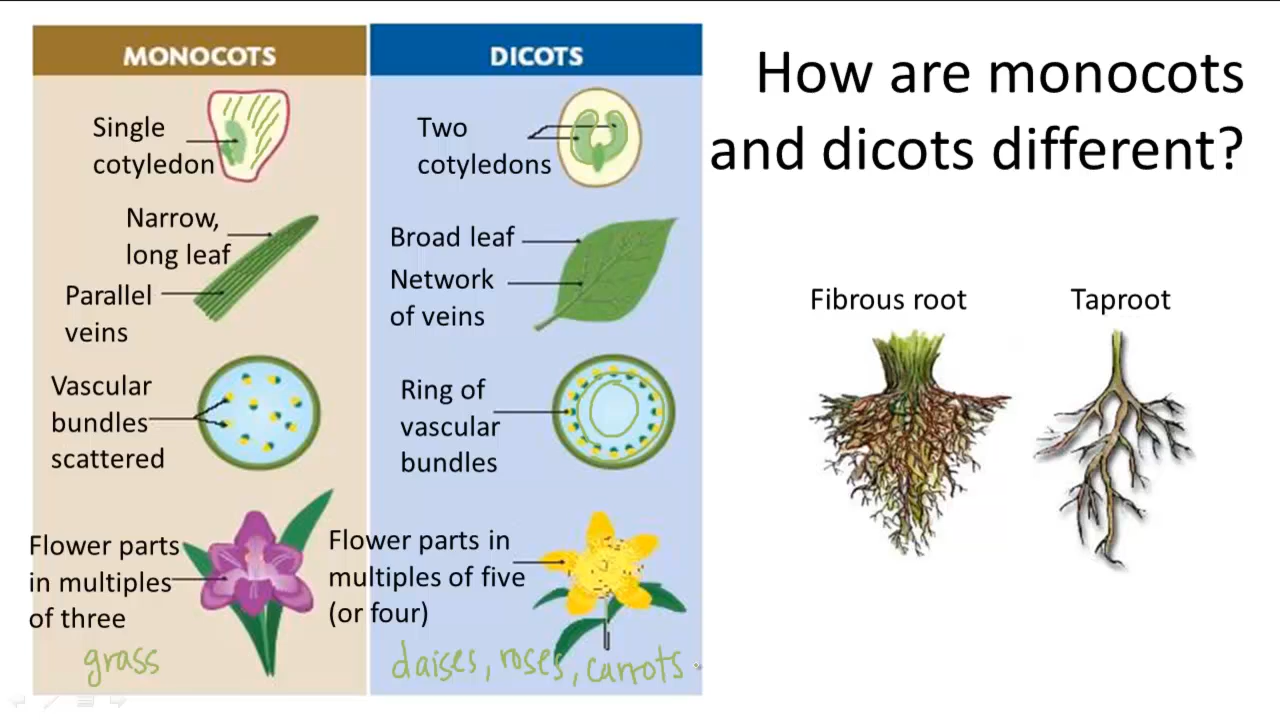 MONOCOTS
Single
cotyledon
Narrow,
long leaf
Parallel
veins
Vascular
bundles
scattered
Flower parts
in multiples
of three
grass
DICOTS
Two
cotyledons
Broad leaf
Network
of veins
Ring of
vascular
bundles
Flower parts in
multiples of five
(or four)
daises, roses, carrots
How are monocots
and dicots different?
Fibrous root
Taproot